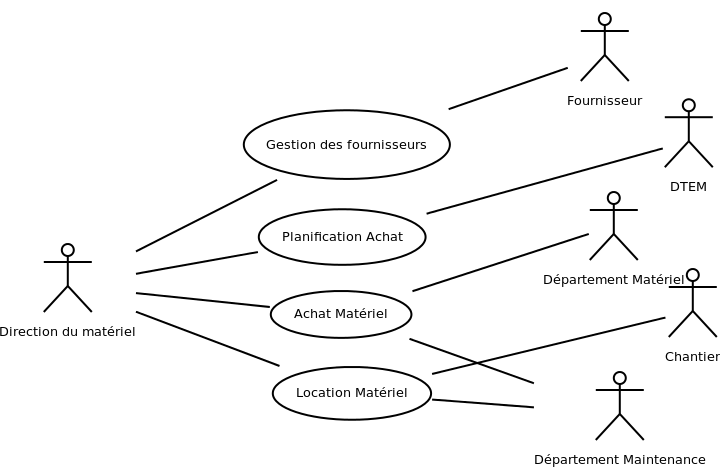 Fournisseur
Gestion des fournisseurs
DTEM
Planification Achat
Département Matériel
Achat Matériel
Direction du matériel
Chantier
Location Matériel
Département Maintenance